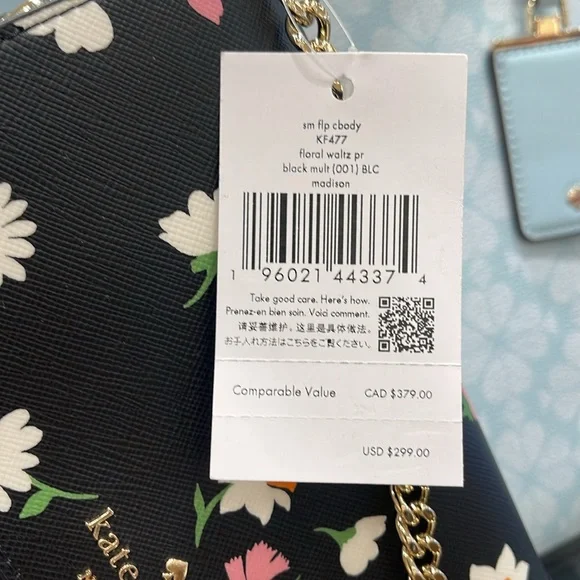 sm flp cbody
KF477
floral waltz pr
black mult (001) BLC
madison
1 96021 44337 4
Take good care. Here's how.
Prenez-en bien soin. Void comment.
请妥善维护。这里是具体做法。
お手入れ方法はこちらをご覧ください。
Comparable Value CAD $379.00
USD $299.00
kate